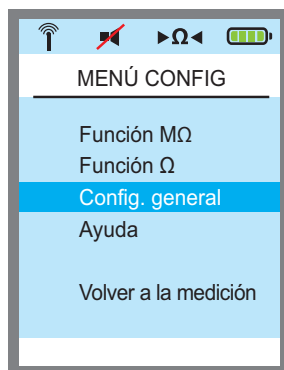 ►Ω◄
MENÚ CONFIG
Función MΩ
Función Ω
Config. general
Ayuda
Volver a la medición